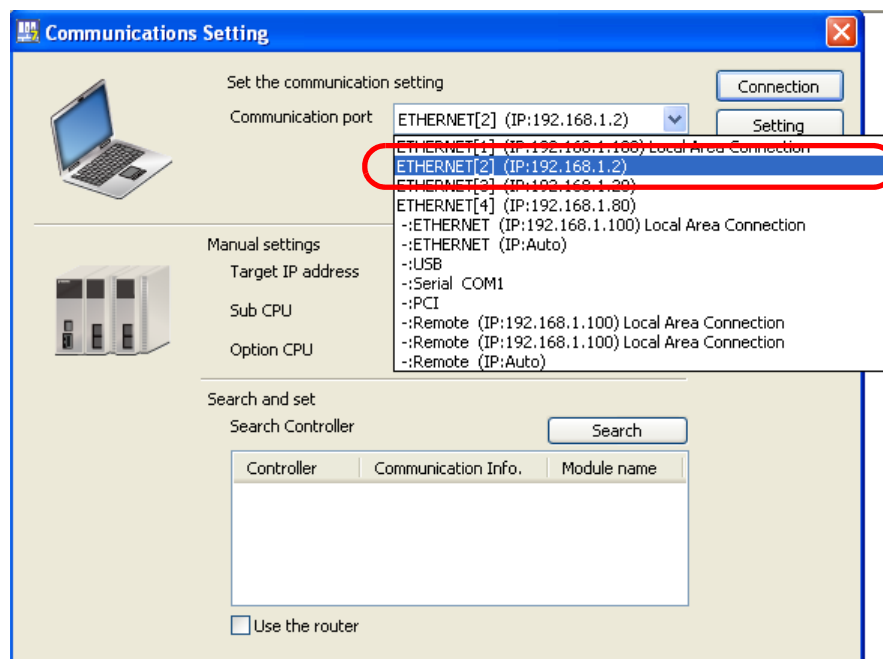 Communications Setting
Set the communication setting
Connection
Communication port
ETHERNET[2] (IP:192.168.1.2)
Setting
ETHERNET[1] (IP:192.168.1.100) Local Area Connection
ETHERNET[2] (IP:192.168.1.2)
ETHERNET[3] (IP:192.168.1.20)
ETHERNET[4] (IP:192.168.1.80)
-:ETHERNET (IP:192.168.1.100) Local Area Connection
-:ETHERNET (IP:Auto)
-:USB
-:Serial COM1
-:PCI
-:Remote (IP:192.168.1.100) Local Area Connection
-:Remote (IP:192.168.1.100) Local Area Connection
-:Remote (IP:Auto)
Manual settings
Target IP address
Sub CPU
Option CPU
Search and set
Search Controller
Search
Controller Communication Info. Module name
Use the router